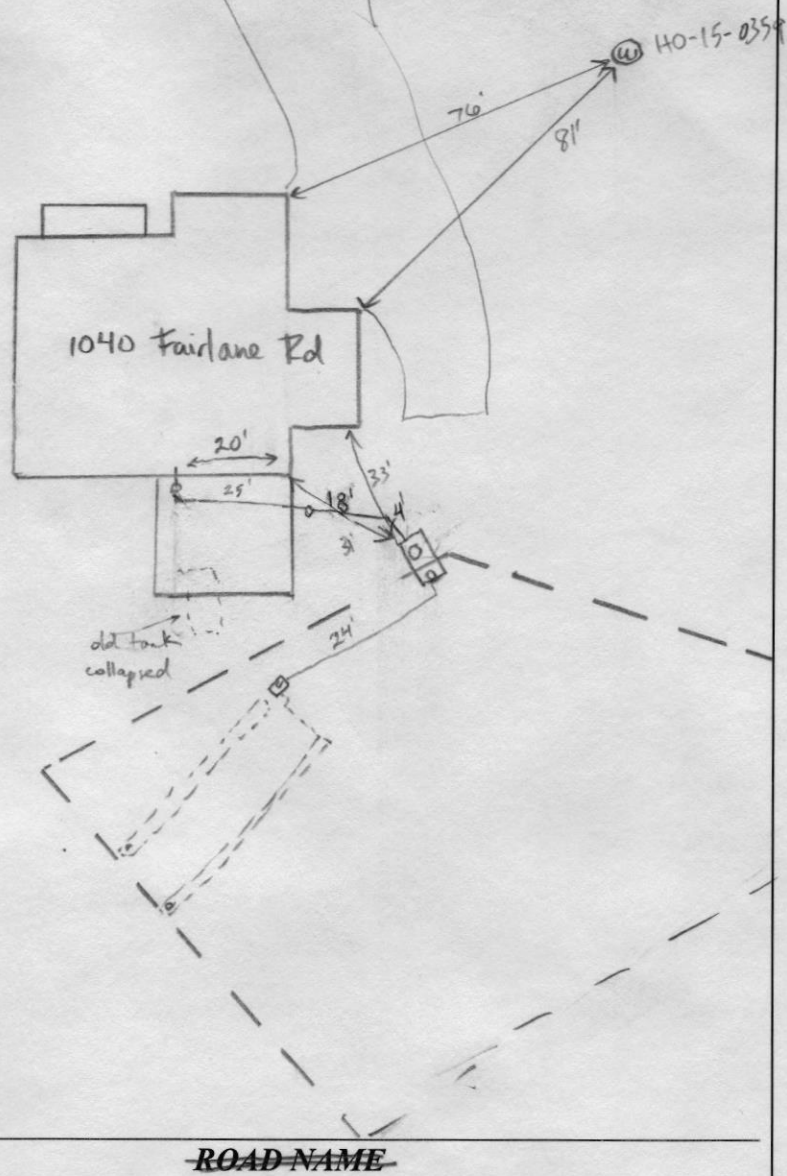 HO-15-0359
76'
81'
1040 Fairlane Rd
20'
33'
25'
18'
4'
31'
old tank
collapsed
24'
ROAD NAME